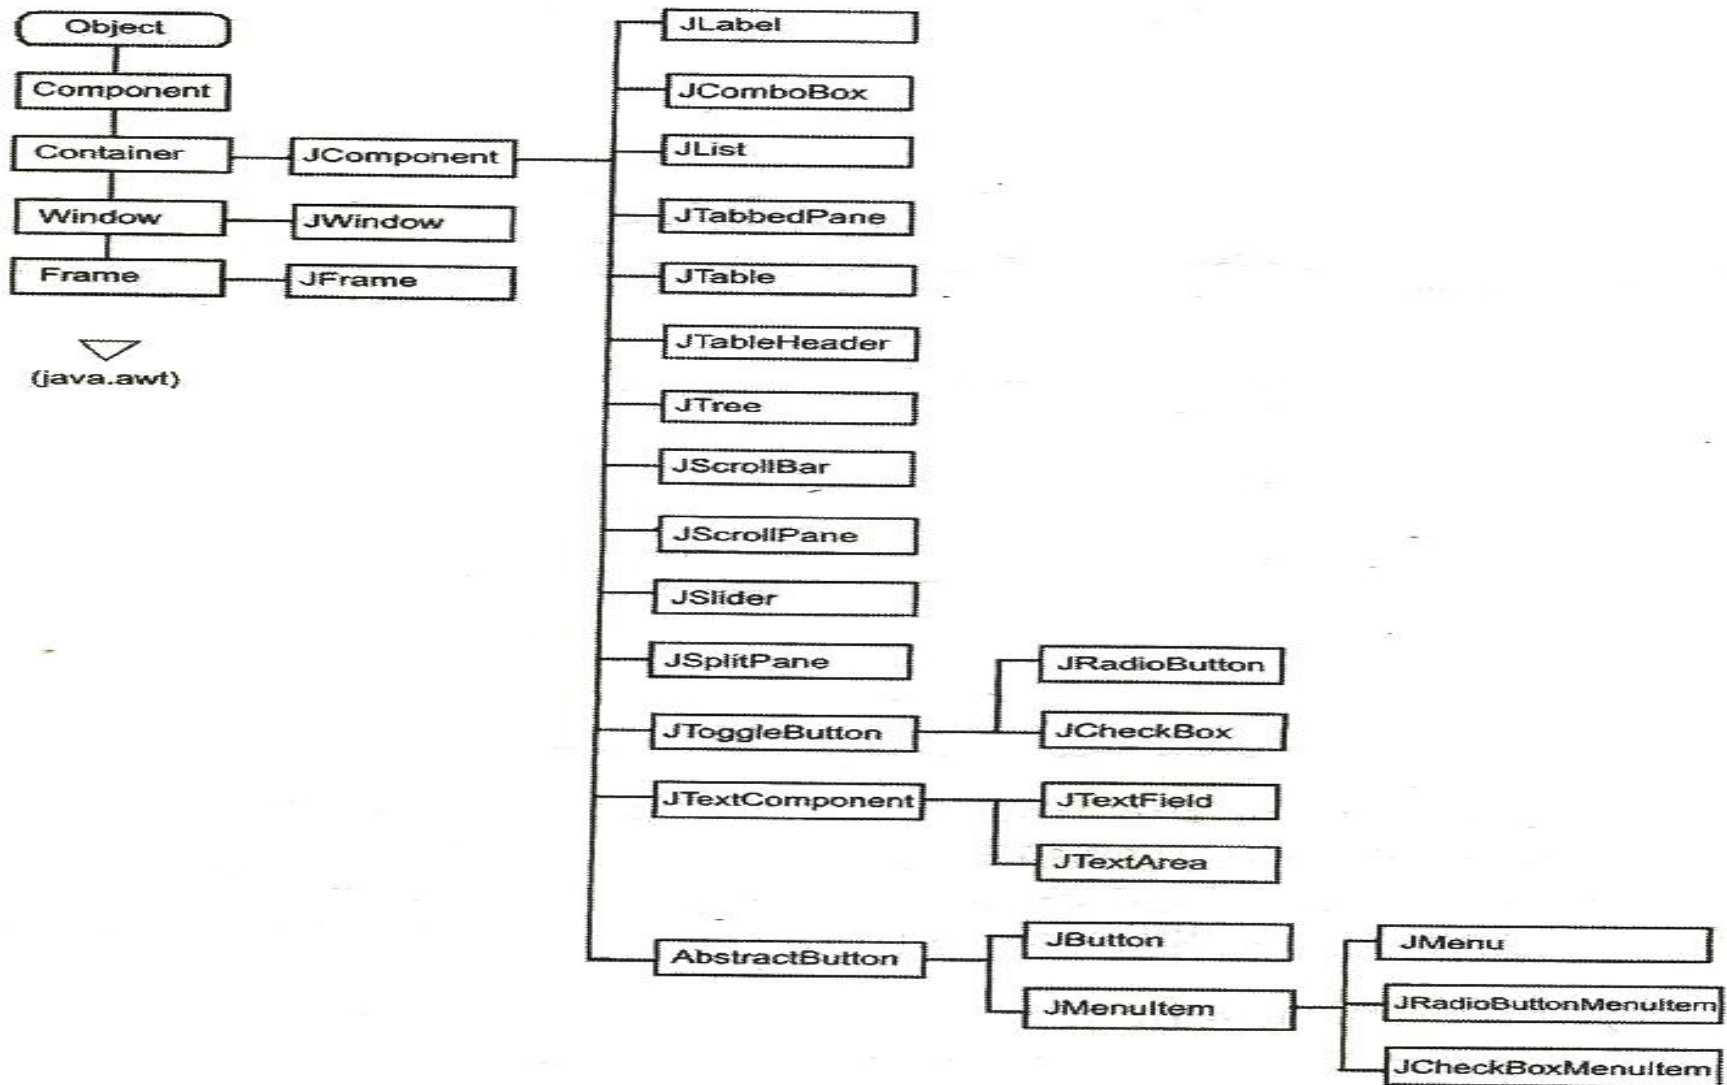 Object
Component
Container
Window
Frame
(java.awt)
JComponent
JWindow
JFrame
JLabel
JComboBox
JList
JTabbedPane
JTable
JTableHeader
JTree
JScrollBar
JScrollPane
JSlider
JSplitPane
JToggleButton
JTextComponent
AbstractButton
JRadioButton
JCheckBox
JTextField
JTextArea
JButton
JMenuItem
JMenu
JRadioButtonMenuItem
JCheckBoxMenuItem